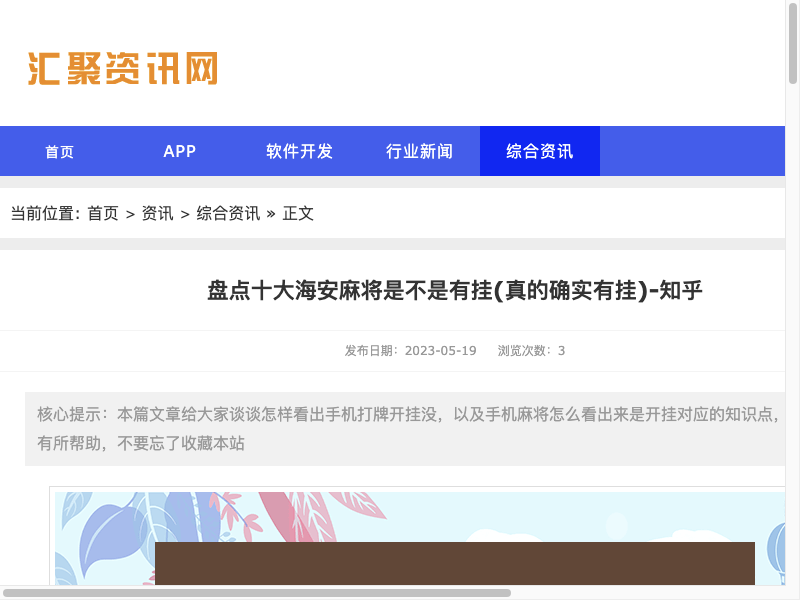 汇聚资讯网
首页 APP 软件开发 行业新闻 综合资讯
当前位置: 首页 > 资讯 > 综合资讯 » 正文
盘点十大海安麻将是不是有挂(真的确实有挂)-知乎
发布日期：2023-05-19 浏览次数：3
核心提示：本篇文章给大家谈谈怎样看出手机打牌开挂没，以及手机麻将怎么看出来是开挂对应的知识点，
有所帮助，不要忘了收藏本站